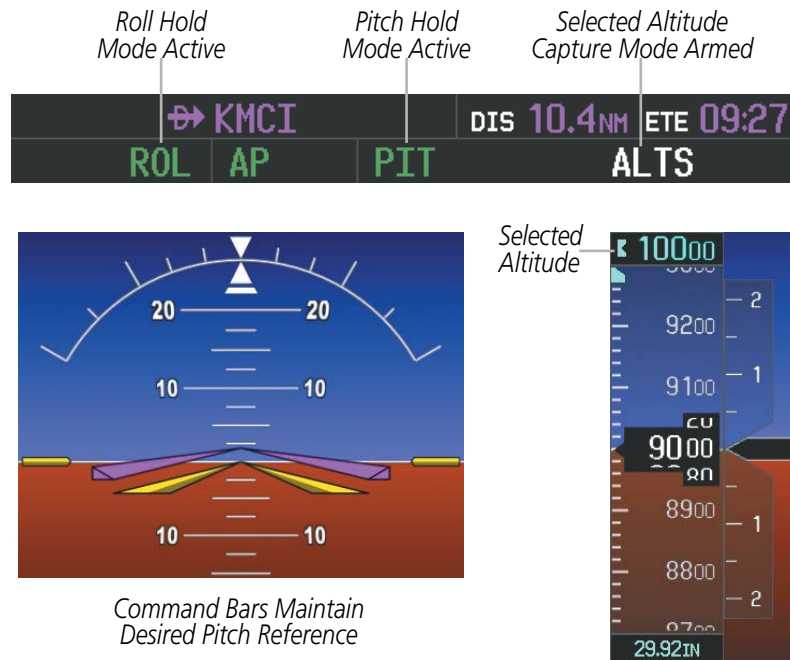 Roll Hold
Mode Active
Pitch Hold
Mode Active
Selected Altitude
Capture Mode Armed
KMCI
DIS 10.4NM ETE 09:27
ROL AP PIT ALTS
Selected
Altitude
10000
20 20
10 10
10 10
9200
9100
9000
80
8900
8800
2
1
1
2
29.92IN
Command Bars Maintain
Desired Pitch Reference